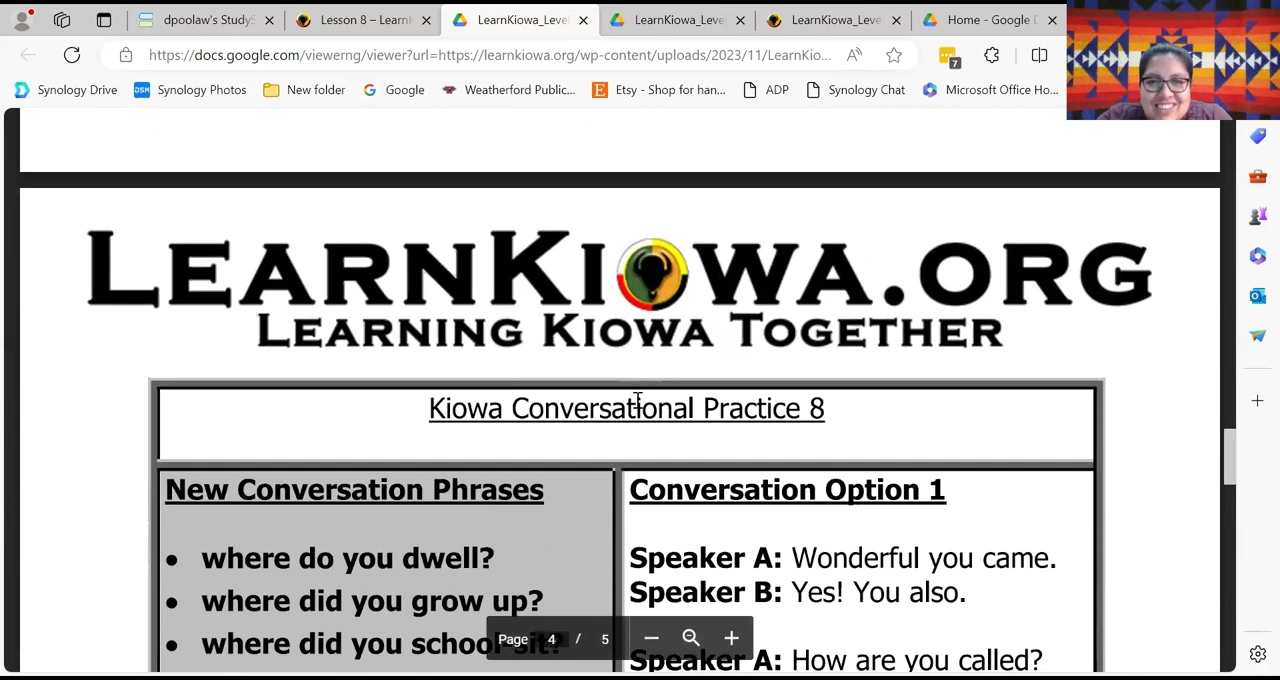 dpoolaw's StudyS
Lesson 8 – Learn
LearnKiowa_Level
LearnKiowa_Leve
LearnKiowa_Leve
Home - Google D
https://docs.google.com/viewerng/viewer?url=https://learnkiowa.org/wp-content/uploads/2023/11/LearnKio...
7
Synology Drive
DSM
Synology Photos
New folder
Google
Weatherford Public...
Etsy - Shop for han...
ADP
Synology Chat
Microsoft Office Ho...
LEARNKIOWA.ORG
LEARNING KIOWA TOGETHER
Kiowa Conversational Practice 8
New Conversation Phrases
• where do you dwell?
• where did you grow up?
• where did you school-sit?
Conversation Option 1
Speaker A: Wonderful you came.
Speaker B: Yes! You also.
Speaker A: How are you called?
Page 4 / 5